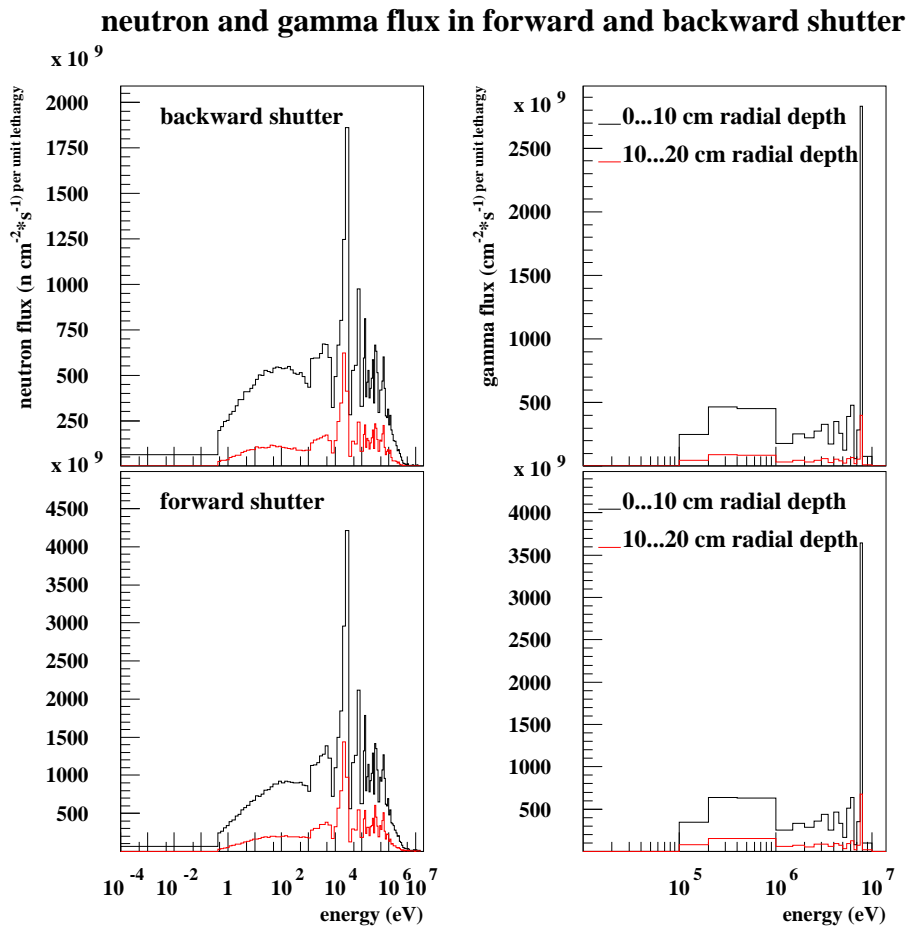 neutron and gamma flux in forward and backward shutter
x 10 9
neutron flux (n cm-2*s-1) per unit lethargy
2000
1750
1500
1250
1000
750
500
250
backward shutter
x 10 9
gamma flux (cm-2*s-1) per unit lethargy
2500
2000
1500
1000
500
0...10 cm radial depth
10...20 cm radial depth
x 10 9
4500
4000
3500
3000
2500
2000
1500
1000
500
forward shutter
10 -4
10 -2
1
10 2
10 4
10 6
10 7
energy (eV)
x 10 9
4000
3500
3000
2500
2000
1500
1000
500
0...10 cm radial depth
10...20 cm radial depth
10 5
10 6
10 7
energy (eV)